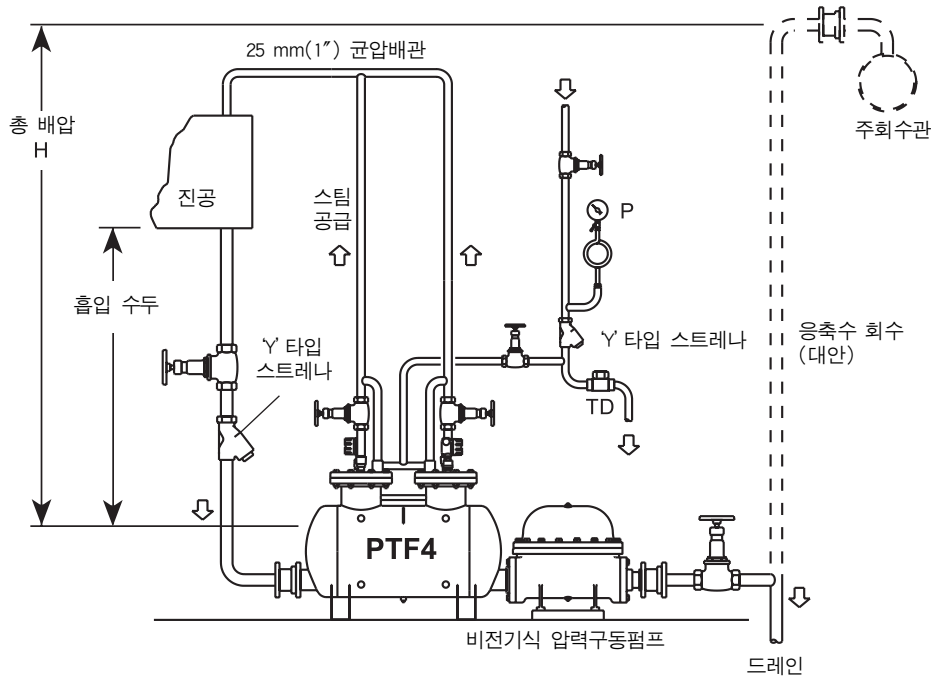 25 mm(1″) 균압배관
총 배압
H
주회수관
진공
스팀
공급
P
흡입 수두
'Y' 타입
스트레나
'Y' 타입 스트레나
응축수 회수
(대안)
TD
PTF4
비전기식 압력구동펌프
드레인